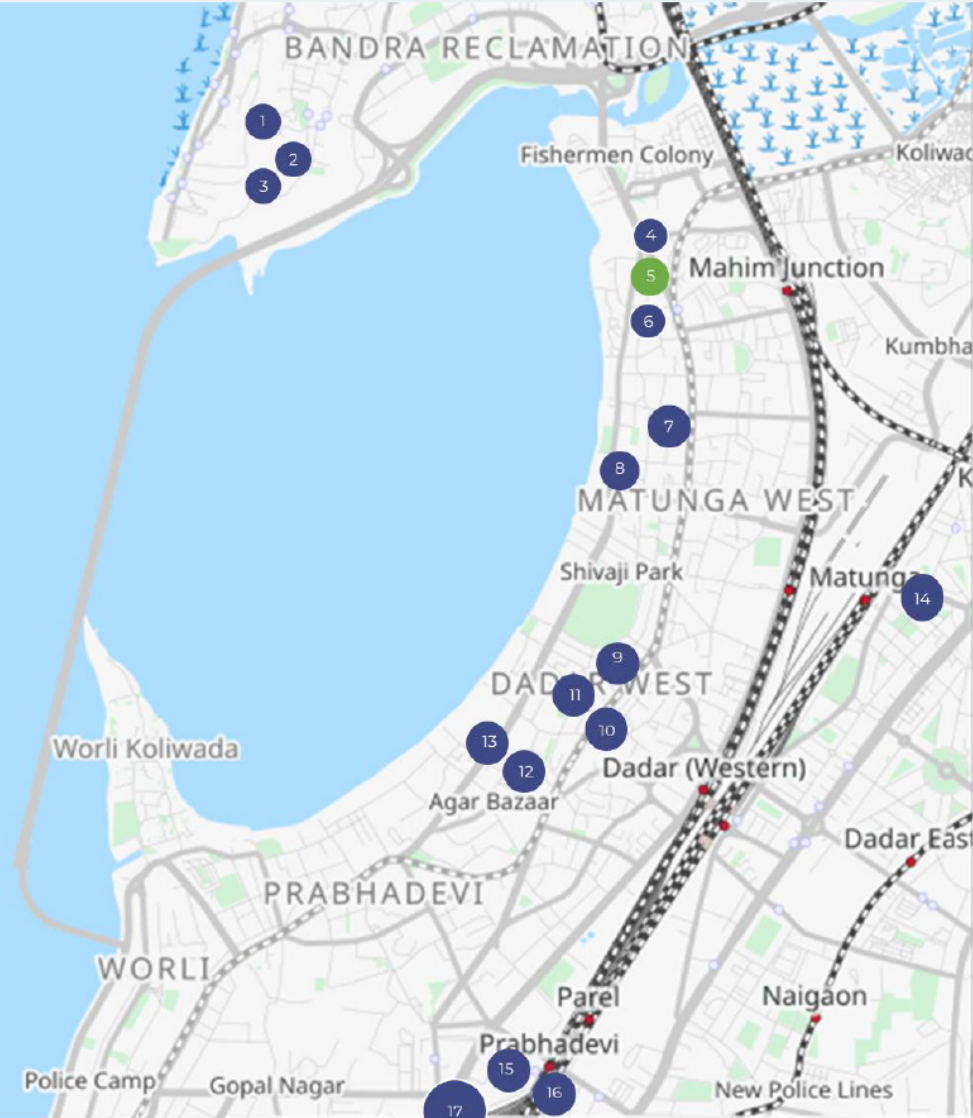 BANDRA RECLAMATION
1
2
Fishermen Colony
Koliwad
3
4
Mahim Junction
5
6
Kumbha
7
8
K
MATUNGA WEST
Shivaji Park
Matunga
14
9
DADAR WEST
11
10
13
Worli Koliwada
12
Dadar (Western)
Agar Bazaar
Dadar East
PRABHADEVI
WORLI
Parel
Naigaon
Prabhadevi
15
Police Camp
Gopal Nagar
16
New Police Lines
17